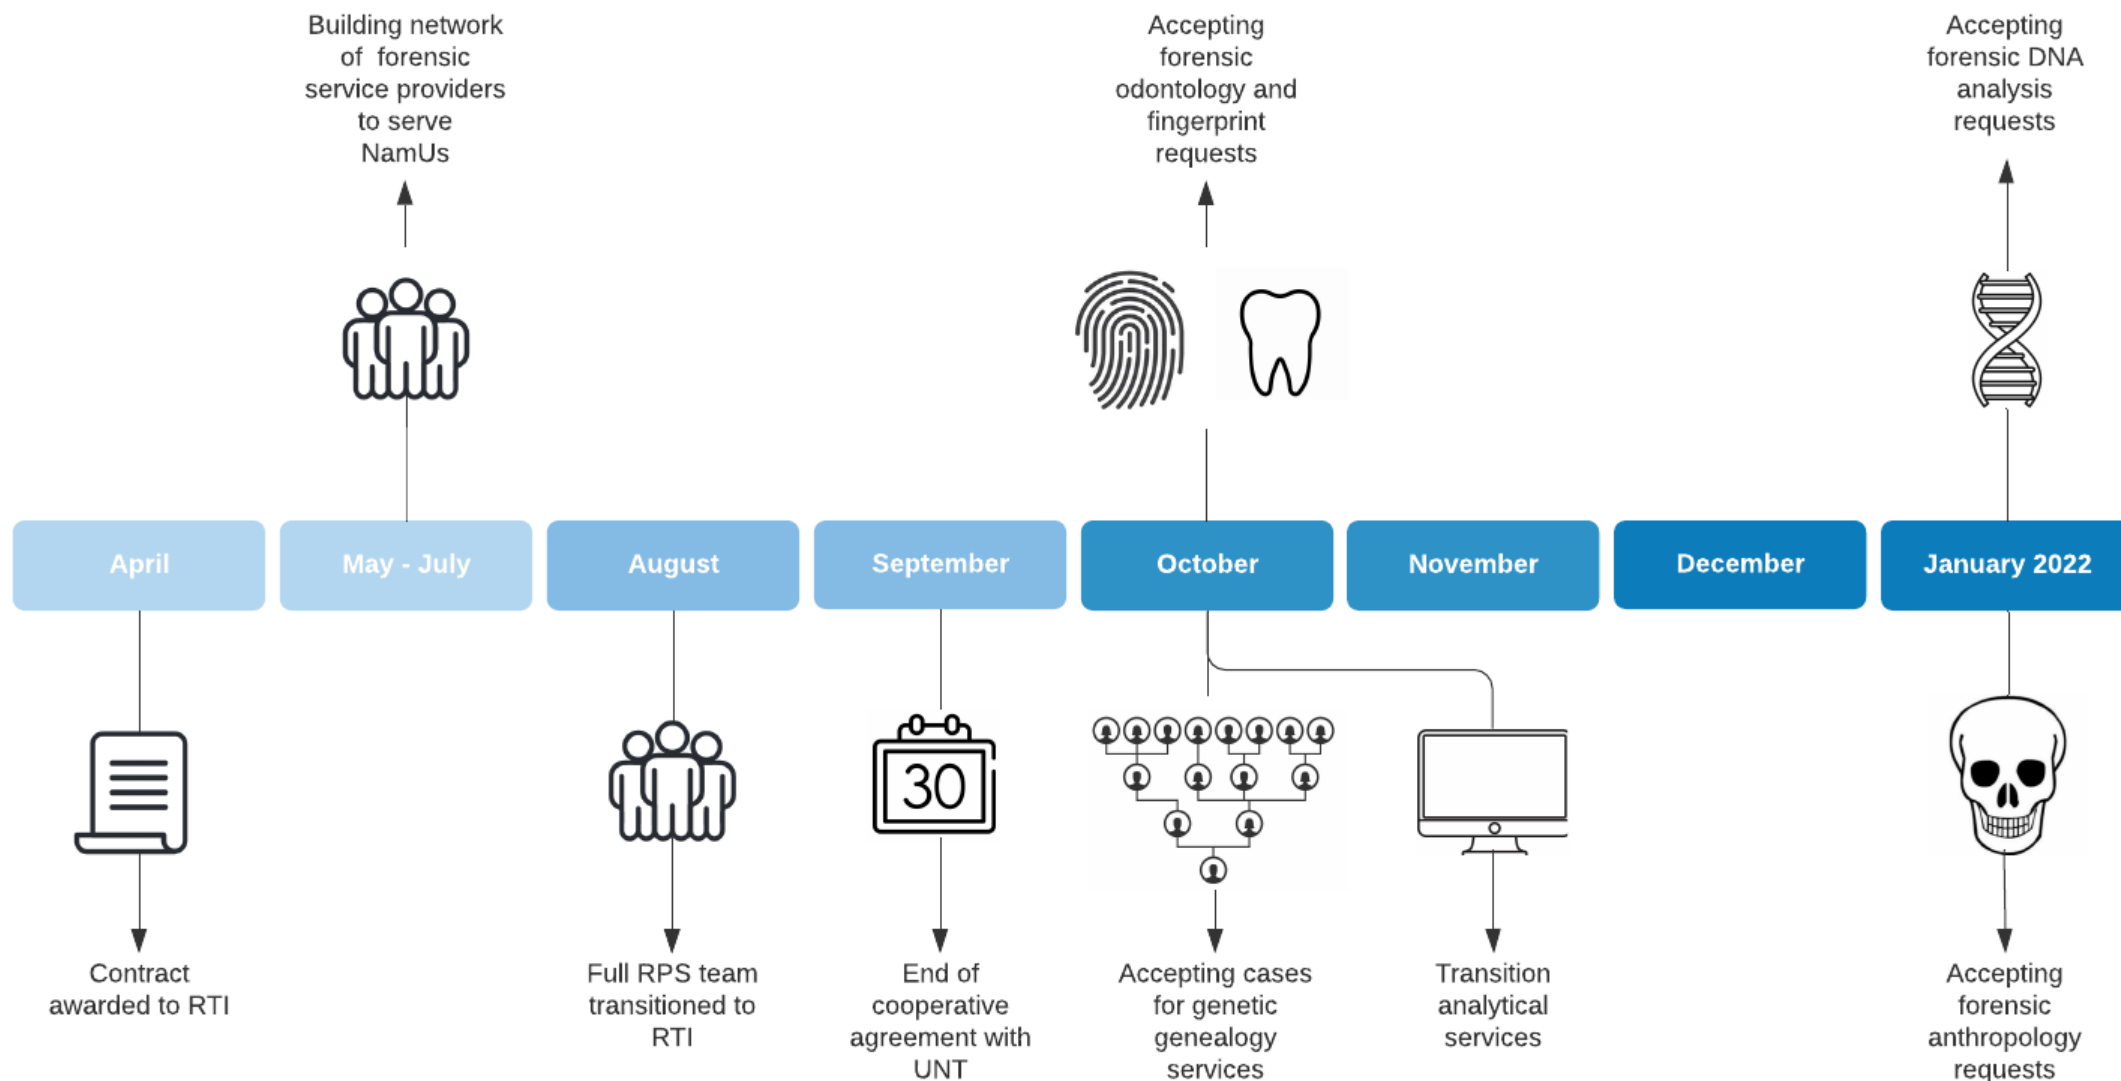 Building network
of forensic
service providers
to serve
NamUs
Accepting
forensic
odontology and
fingerprint
requests
Accepting
forensic DNA
analysis
requests
April
May - July
August
September
October
November
December
January 2022
30
Contract
awarded to RTI
Full RPS team
transitioned to
RTI
End of
cooperative
agreement with
UNT
Accepting cases
for genetic
genealogy
services
Transition
analytical
services
Accepting
forensic
anthropology
requests